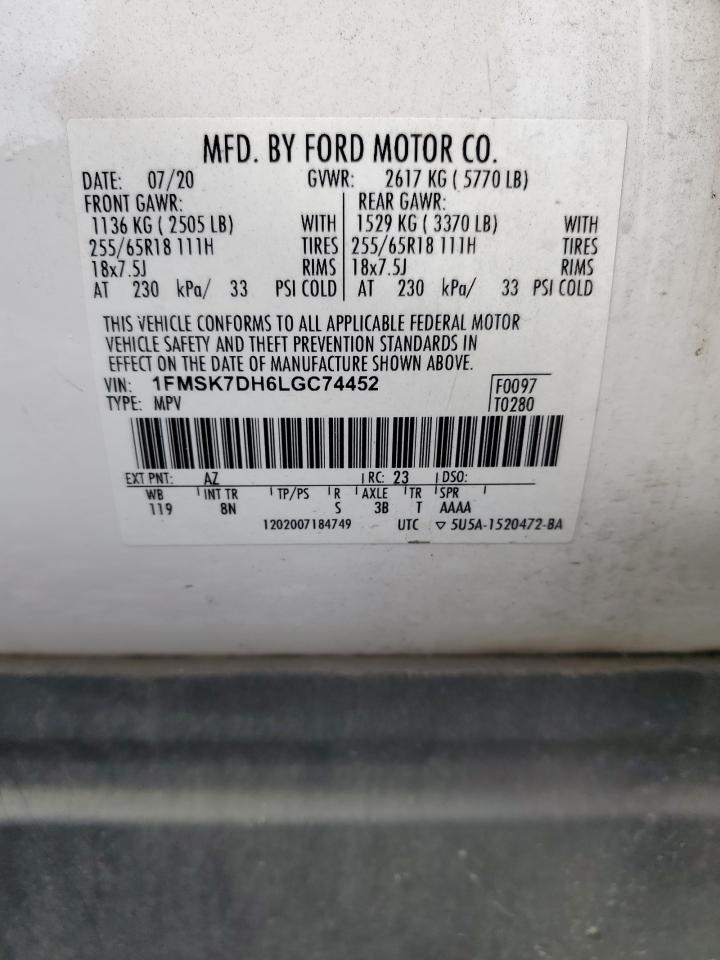 MFD. BY FORD MOTOR CO.
DATE: 07/20 GVWR: 2617 KG ( 5770 LB)
FRONT GAWR: REAR GAWR:
1136 KG ( 2505 LB) WITH 1529 KG ( 3370 LB) WITH
255/65R18 111H TIRES 255/65R18 111H TIRES
18x7.5J RIMS 18x7.5J RIMS
AT 230 kPa/ 33 PSI COLD AT 230 kPa/ 33 PSI COLD
THIS VEHICLE CONFORMS TO ALL APPLICABLE FEDERAL MOTOR
VEHICLE SAFETY AND THEFT PREVENTION STANDARDS IN
EFFECT ON THE DATE OF MANUFACTURE SHOWN ABOVE.
VIN: 1FMSK7DH6LGC74452 F0097
TYPE: MPV T0280
EXT PNT: AZ RC: 23 DSO:
WB INT TR TP/PS R AXLE TR SPR
119 8N S 3B T AAAA
1202007184749 UTC ▽ 5U5A-1520472-BA